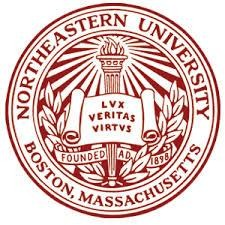 NORTHEASTERN UNIVERSITY
LVX
VERITAS
VIRTVS
FOUNDED A.D. 1898
BOSTON, MASSACHUSETTS